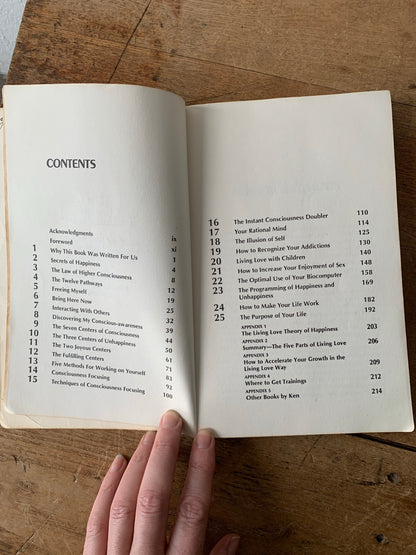 CONTENTS
Acknowledgments ix
Foreword xi
1 Why This Book Was Written For Us 1
2 Secrets of Happiness 4
3 The Law of Higher Consciousness 8
4 The Twelve Pathways 12
5 Freeing Myself 19
6 Being Here Now 25
7 Interacting With Others 32
8 Discovering My Conscious-awareness 39
9 The Seven Centers of Consciousness 44
10 The Three Centers of Unhappiness 50
11 The Two Joyous Centers 61
12 The Fulfilling Centers 71
13 Five Methods For Working on Yourself 83
14 Consciousness Focusing 92
15 Techniques of Consciousness Focusing 100
16 The Instant Consciousness Doubler 110
17 Your Rational Mind 114
18 The Illusion of Self 125
19 How to Recognize Your Addictions 130
20 Living Love with Children 140
21 How to Increase Your Enjoyment of Sex 148
22 The Optimal Use of Your Biocomputer 158
23 The Programming of Happiness and 169
Unhappiness
24 How to Make Your Life Work 182
25 The Purpose of Your Life 192
APPENDIX 1
The Living Love Theory of Happiness 203
APPENDIX 2
Summary—The Five Parts of Living Love 206
APPENDIX 3
How to Accelerate Your Growth in the
Living Love Way 209
APPENDIX 4
Where to Get Trainings 212
APPENDIX 5
Other Books by Ken 214